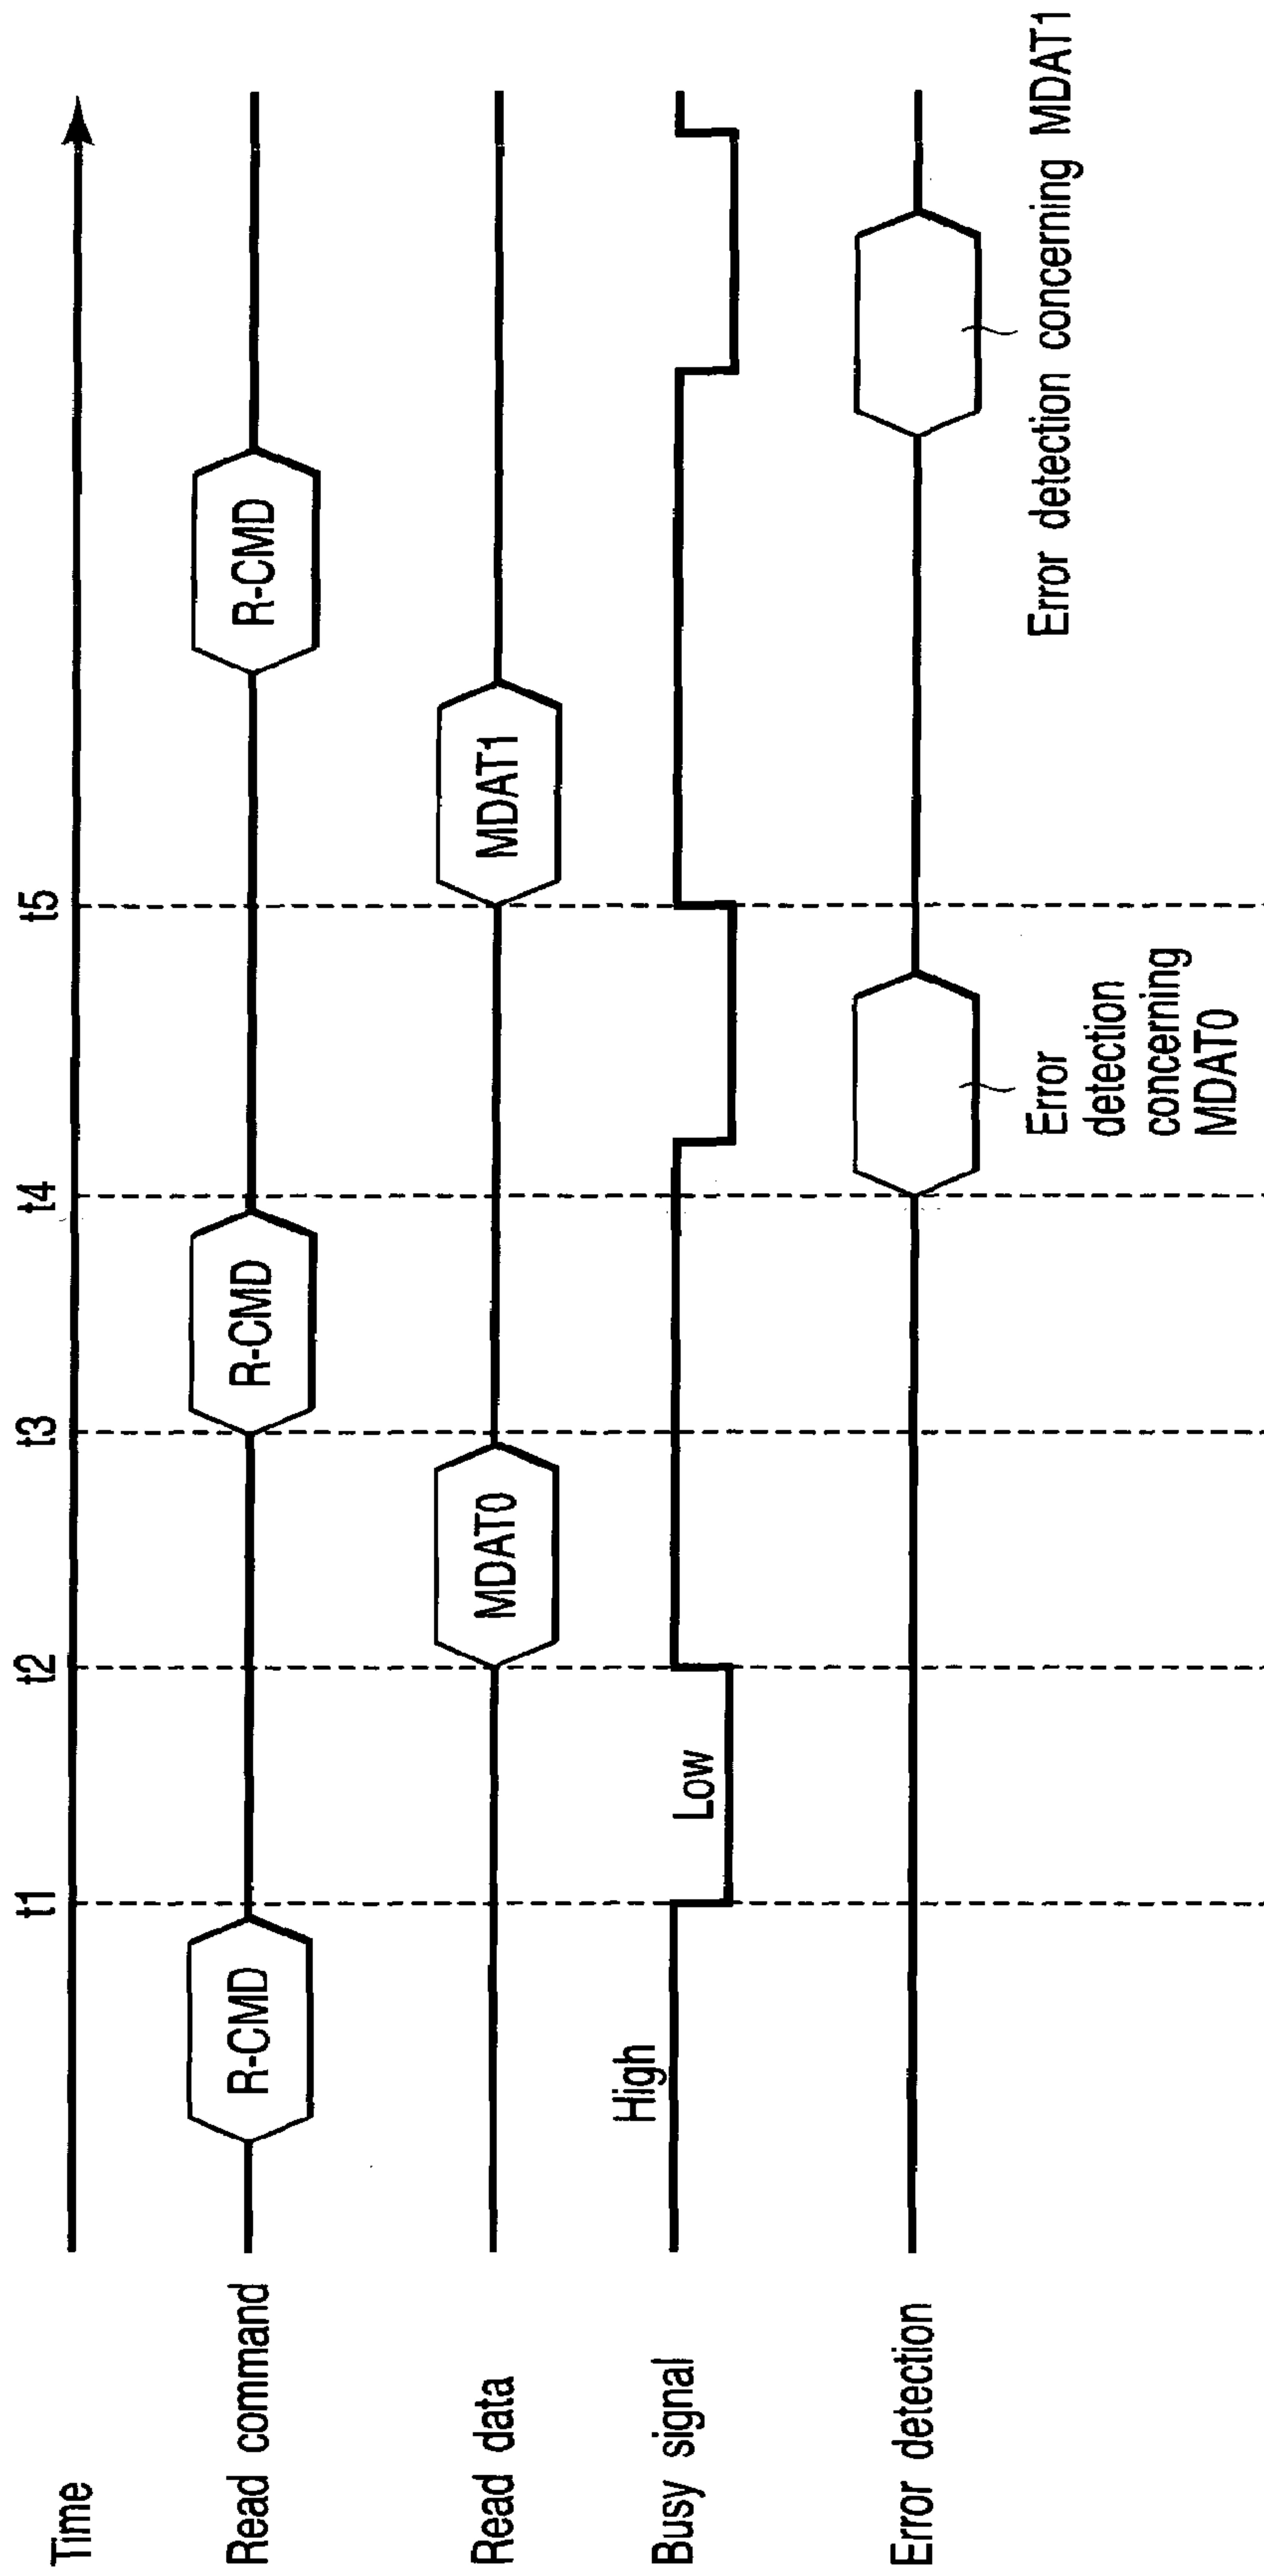 Time
t1
t2
t3
t4
t5
Read command
R-CMD
R-CMD
R-CMD
Read data
MDAT0
MDAT1
Busy signal
High
Low
Error detection
Error
detection
concerning
MDAT0
Error detection concerning MDAT1